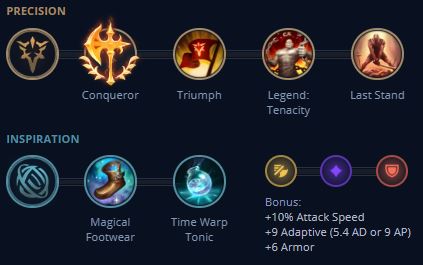 PRECISION
Conqueror
Triumph
Legend:
Tenacity
Last Stand
INSPIRATION
Magical
Footwear
Time Warp
Tonic
Bonus:
+10% Attack Speed
+9 Adaptive (5.4 AD or 9 AP)
+6 Armor